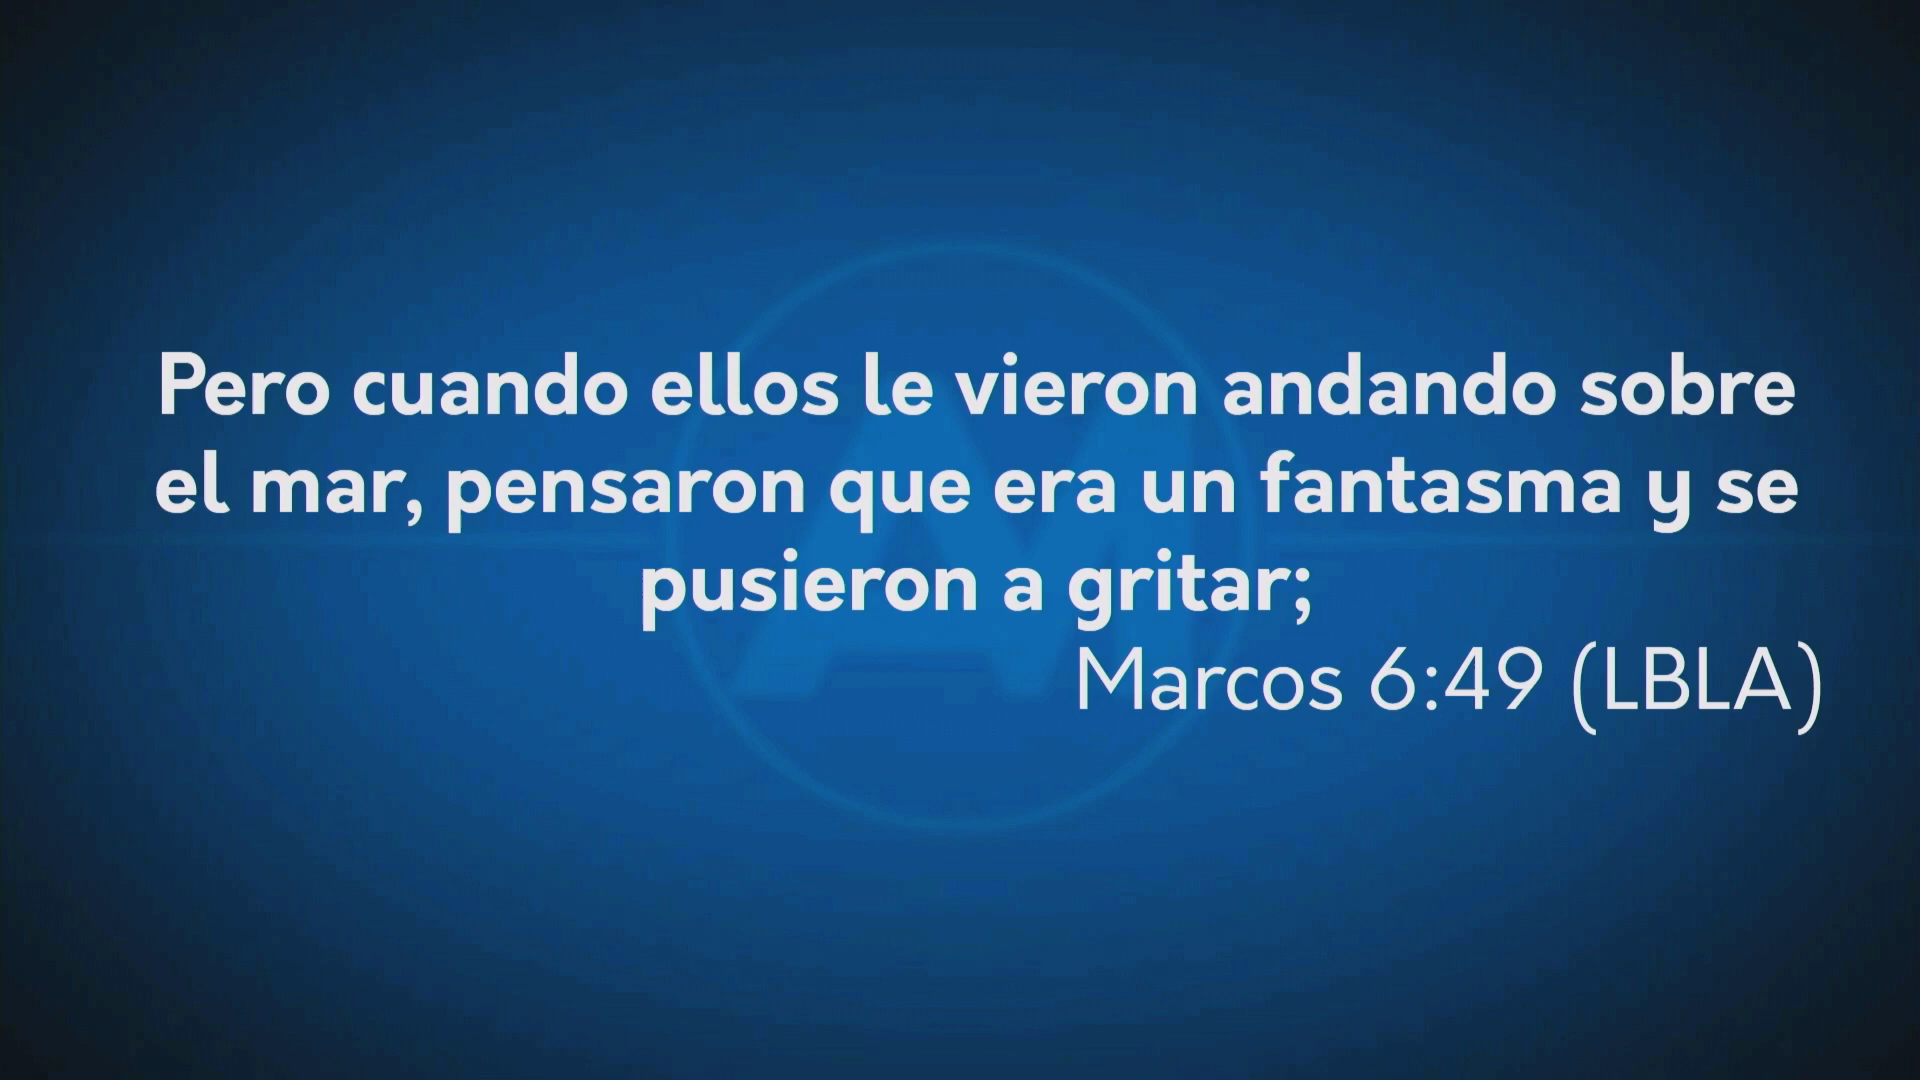 Pero cuando ellos le vieron andando sobre
el mar, pensaron que era un fantasma y se
pusieron a gritar;
Marcos 6:49 (LBLA)
AM